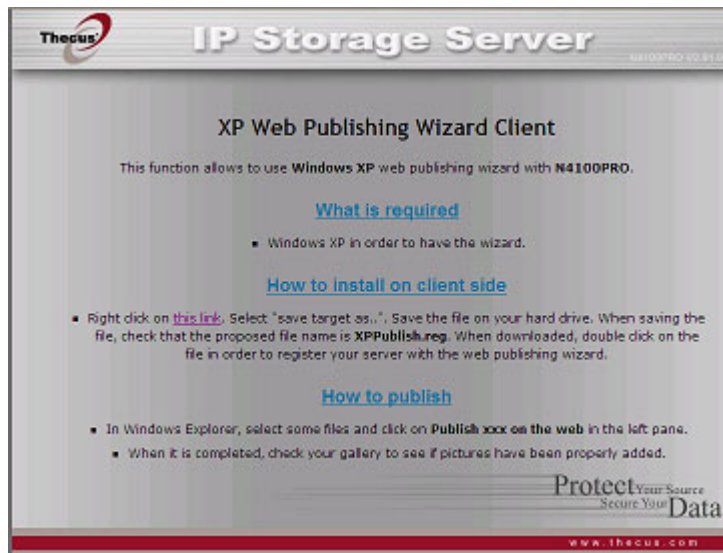 Thecus
IP Storage Server
XP Web Publishing Wizard Client
This function allows to use Windows XP web publishing wizard with N4100PRO.
What is required
▪ Windows XP in order to have the wizard.
How to install on client side
▪ Right click on this link. Select "save target as..". Save the file on your hard drive. When saving the
file, check that the proposed file name is XPPublish.reg. When downloaded, double click on the
file in order to register your server with the web publishing wizard.
How to publish
▪ In Windows Explorer, select some files and click on Publish xxx on the web in the left pane.
▪ When it is completed, check your gallery to see if pictures have been properly added.
Protect Your Source
Secure Your Data
www.thecus.com